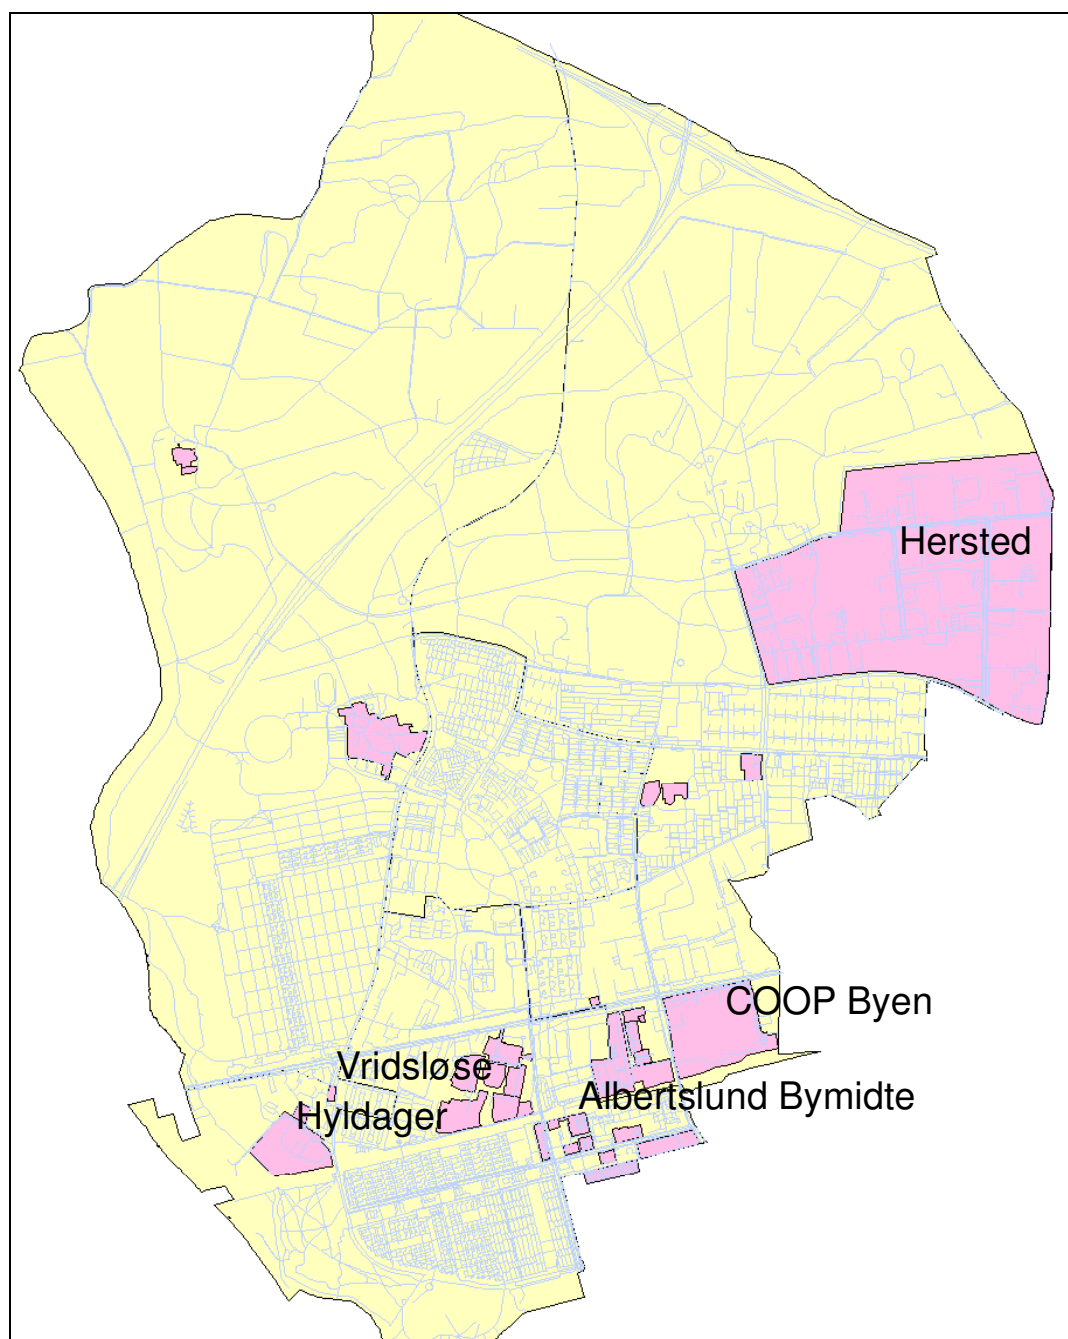 Hersted
COOP Byen
Vridsløse
Albertslund Bymidte
Hyldager